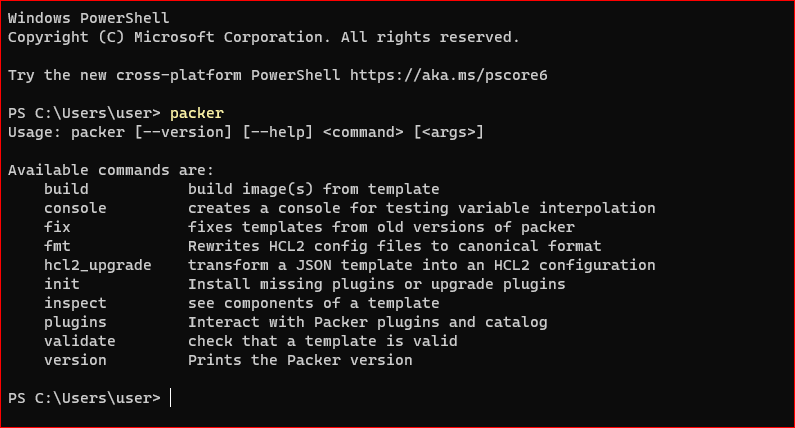 Windows PowerShell
Copyright (C) Microsoft Corporation. All rights reserved.
Try the new cross-platform PowerShell https://aka.ms/pscore6
PS C:\Users\user> packer
Usage: packer [--version] [--help] <command> [<args>]
Available commands are:
build           build image(s) from template
console         creates a console for testing variable interpolation
fix             fixes templates from old versions of packer
fmt             Rewrites HCL2 config files to canonical format
hcl2_upgrade    transform a JSON template into an HCL2 configuration
init            Install missing plugins or upgrade plugins
inspect         see components of a template
plugins         Interact with Packer plugins and catalog
validate        check that a template is valid
version         Prints the Packer version
PS C:\Users\user>